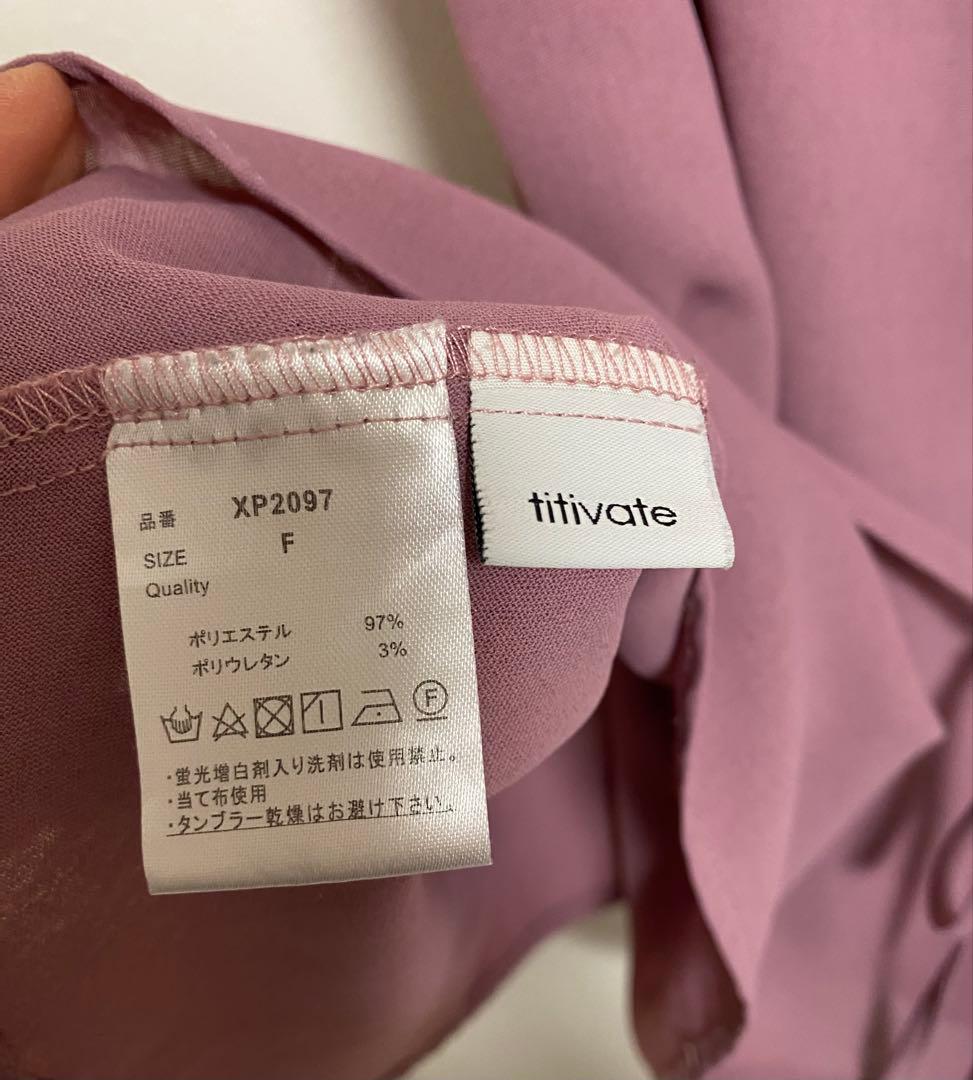 品番 XP2097
SIZE F
Quality
ポリエステル 97%
ポリウレタン 3%
F
・蛍光増白剤入り洗剤は使用禁止。
・当て布使用
・タンブラー乾燥はお避け下さい。
titivate